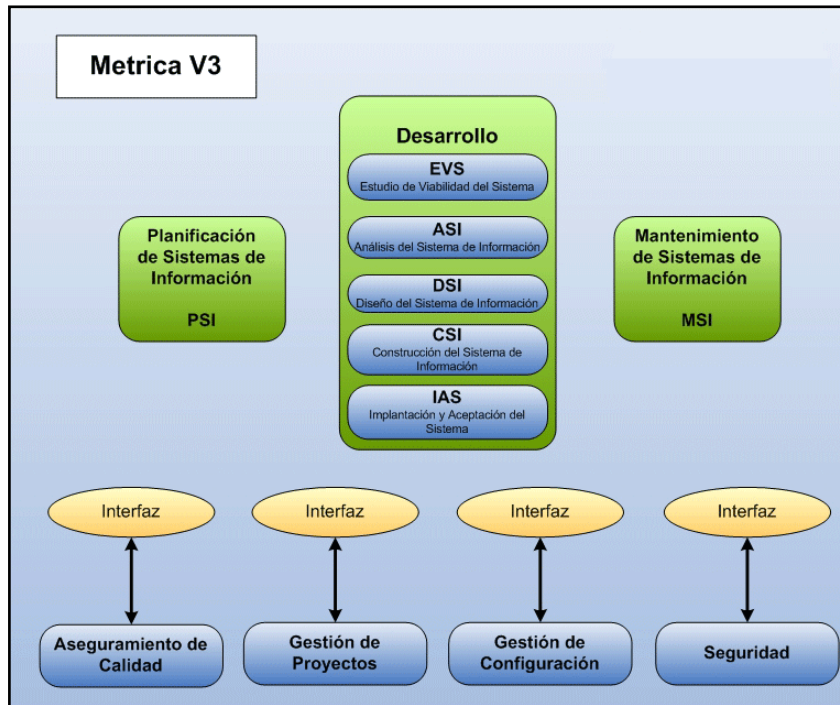 Metrica V3
Desarrollo
EVS
Estudio de Viabilidad del Sistema
ASI
Análisis del Sistema de Información
DSI
Diseño del Sistema de Información
CSI
Construcción del Sistema de
Información
IAS
Implantación y Aceptación del
Sistema
Planificación
de Sistemas de
Información
PSI
Mantenimiento
de Sistemas de
Información
MSI
Interfaz
Interfaz
Interfaz
Interfaz
Aseguramiento de
Calidad
Gestión de
Proyectos
Gestión de
Configuración
Seguridad